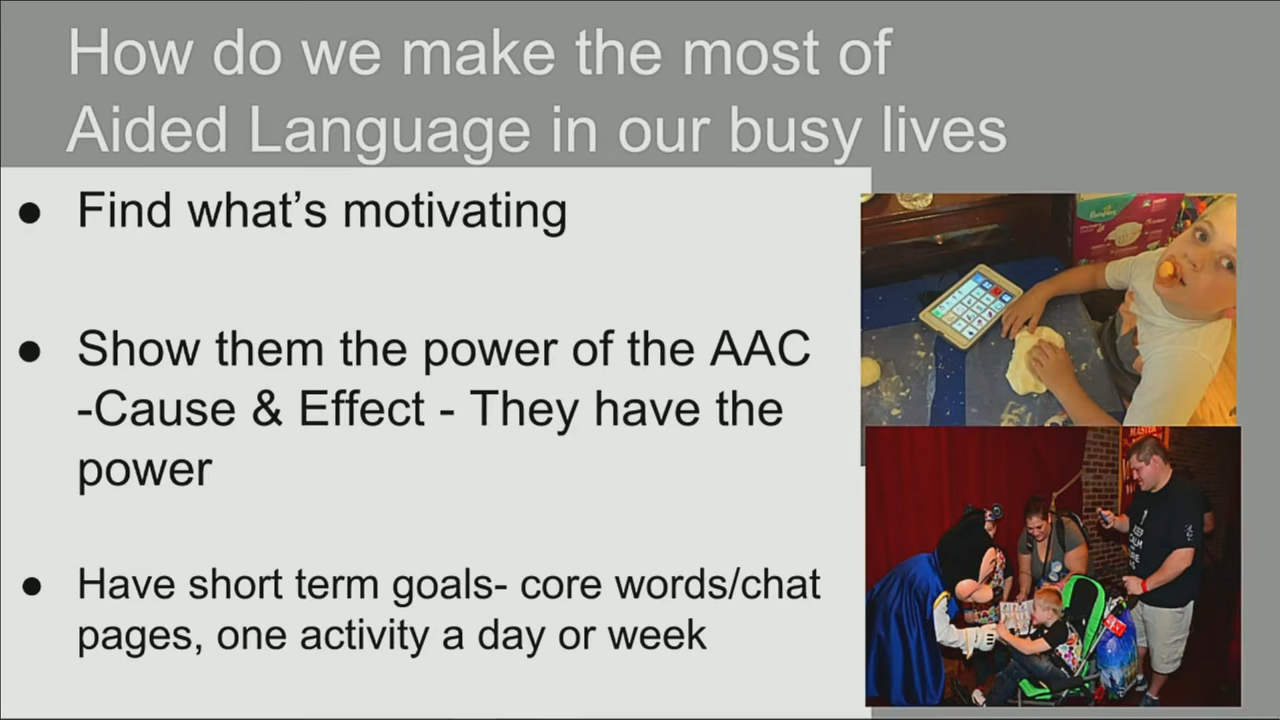 How do we make the most of
Aided Language in our busy lives
● Find what's motivating
● Show them the power of the AAC
-Cause & Effect - They have the
power
● Have short term goals- core words/chat
pages, one activity a day or week
Pampers
MASTER